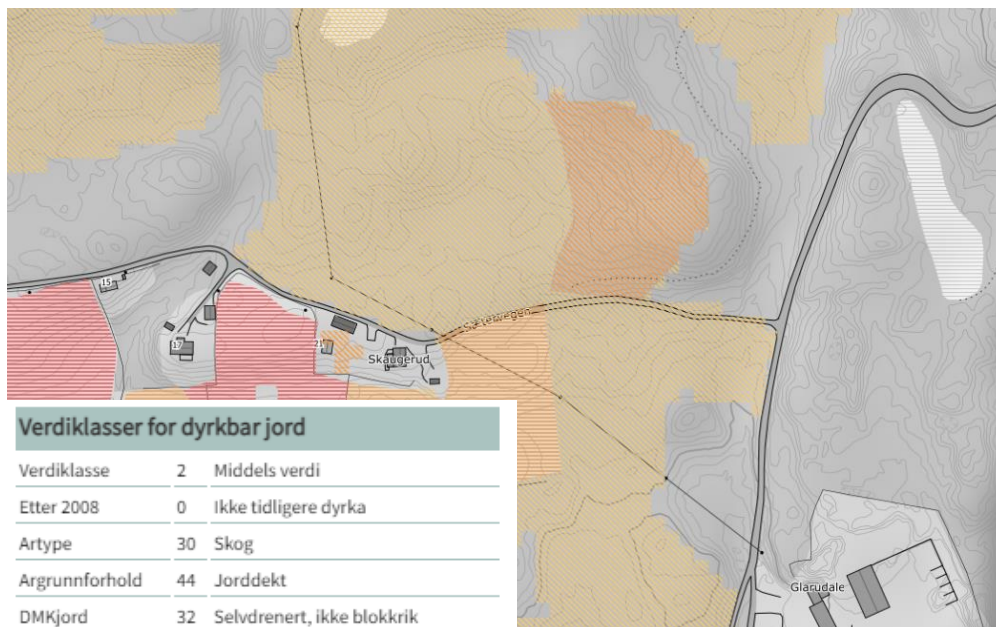 15
17
21
Sætervegen
Skaugerud
Glarudale
Verdiklasser for dyrkbar jord
Verdiklasse 2 Middels verdi
Etter 2008 0 Ikke tidligere dyrka
Artype 30 Skog
Argrunnforhold 44 Jorddekt
DMKjord 32 Selvdrenert, ikke blokkrik